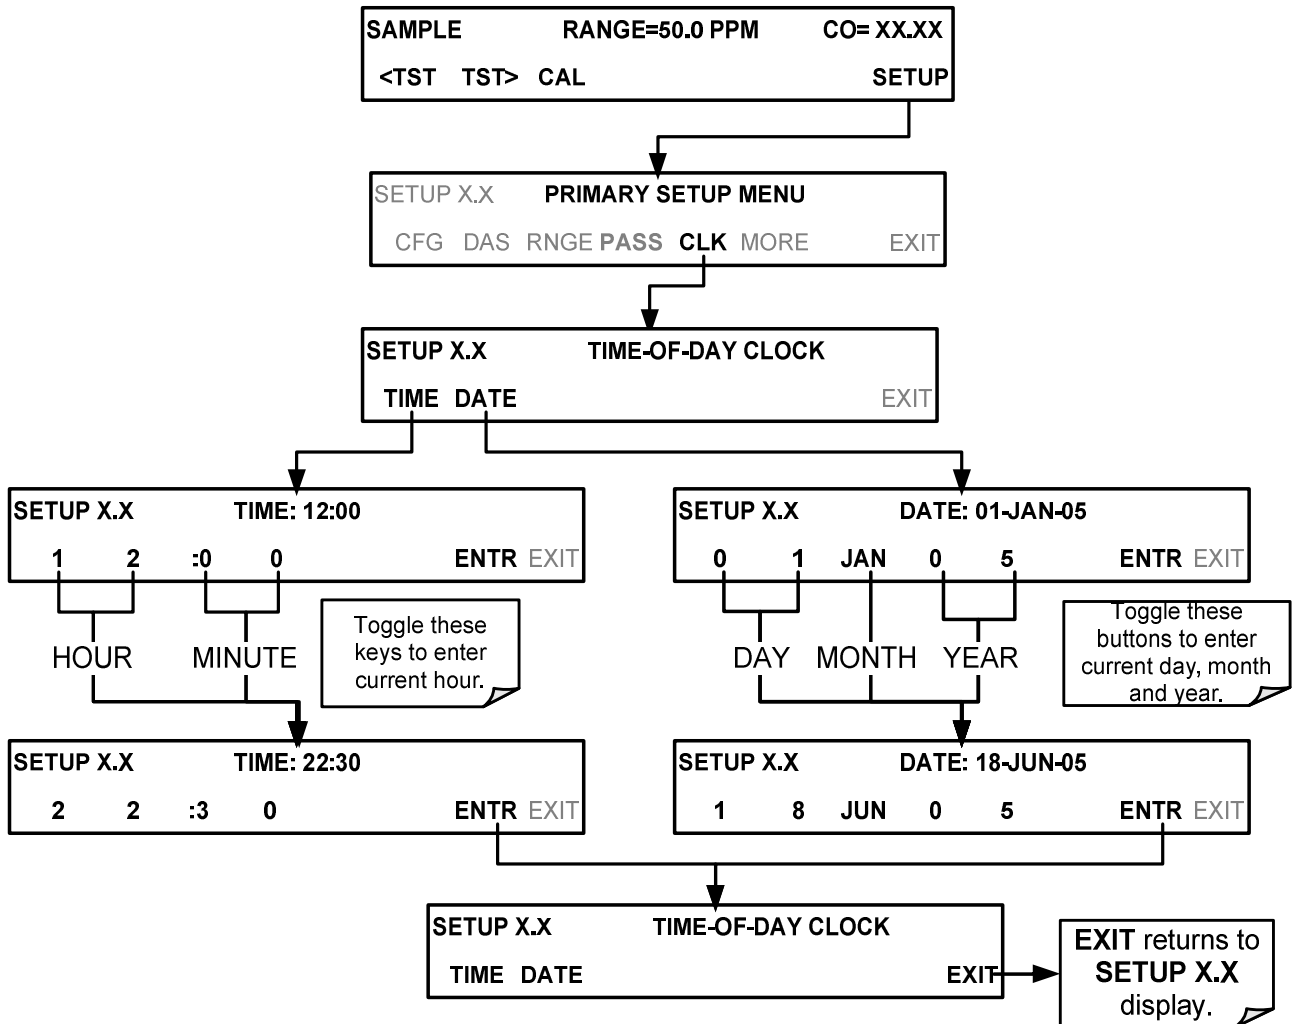 SAMPLE RANGE=50.0 PPM CO= XX.XX
<TST TST> CAL SETUP
SETUP X.X PRIMARY SETUP MENU
CFG DAS RNGE PASS CLK MORE EXIT
SETUP X.X TIME-OF-DAY CLOCK
TIME DATE EXIT
SETUP X.X TIME: 12:00
1 2 :0 0 ENTR EXIT
HOUR MINUTE
Toggle these
keys to enter
current hour.
SETUP X.X DATE: 01-JAN-05
0 1 JAN 0 5 ENTR EXIT
DAY MONTH YEAR
Toggle these
buttons to enter
current day, month
and year.
SETUP X.X TIME: 22:30
2 2 :3 0 ENTR EXIT
SETUP X.X DATE: 18-JUN-05
1 8 JUN 0 5 ENTR EXIT
SETUP X.X TIME-OF-DAY CLOCK
TIME DATE EXIT
EXIT returns to
SETUP X.X
display.